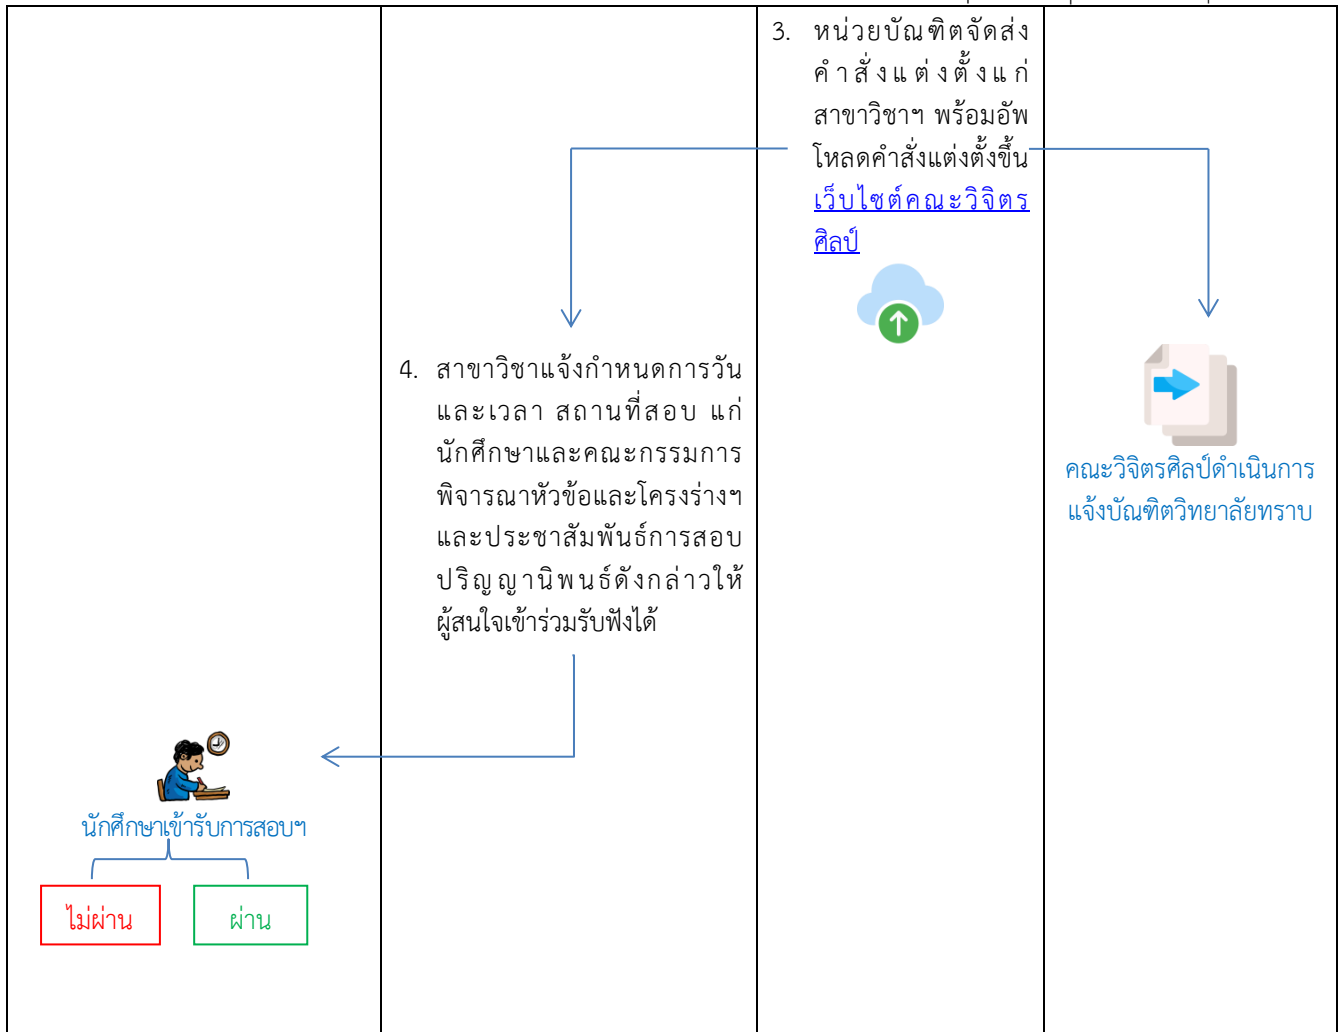 3. หน่วยบัณฑิตจัดส่ง
คำสั่งแต่งตั้งแก่
สาขาวิชาฯ พร้อมอัพ
โหลดคำสั่งแต่งตั้งขึ้น
เว็บไซต์คณะวิจิตร
ศิลป์
4. สาขาวิชาแจ้งกำหนดการวัน
และเวลา สถานที่สอบ แก่
นักศึกษาและคณะกรรมการ
พิจารณาหัวข้อและโครงร่างฯ
และประชาสัมพันธ์การสอบ
ปริญญานิพนธ์ดังกล่าวให้
ผู้สนใจเข้าร่วมรับฟังได้
คณะวิจิตรศิลป์ดำเนินการ
แจ้งบัณฑิตวิทยาลัยทราบ
นักศึกษาเข้ารับการสอบฯ
ไม่ผ่าน
ผ่าน